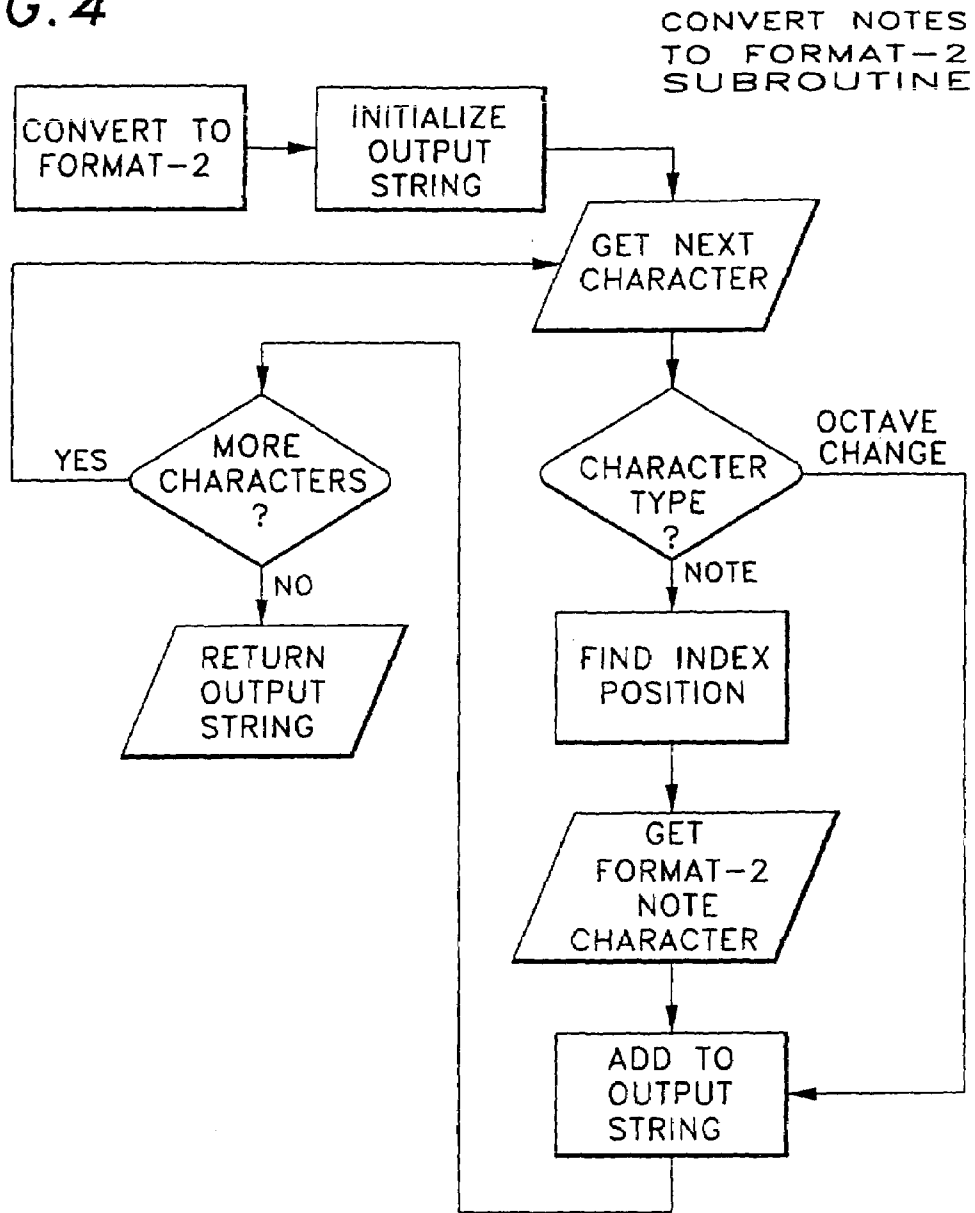 G. 4
CONVERT NOTES
TO FORMAT-2
SUBROUTINE
CONVERT TO
FORMAT-2
INITIALIZE
OUTPUT
STRING
GET NEXT
CHARACTER
MORE
CHARACTERS
?
YES
NO
RETURN
OUTPUT
STRING
CHARACTER
TYPE
?
OCTAVE
CHANGE
NOTE
FIND INDEX
POSITION
GET
FORMAT-2
NOTE
CHARACTER
ADD TO
OUTPUT
STRING